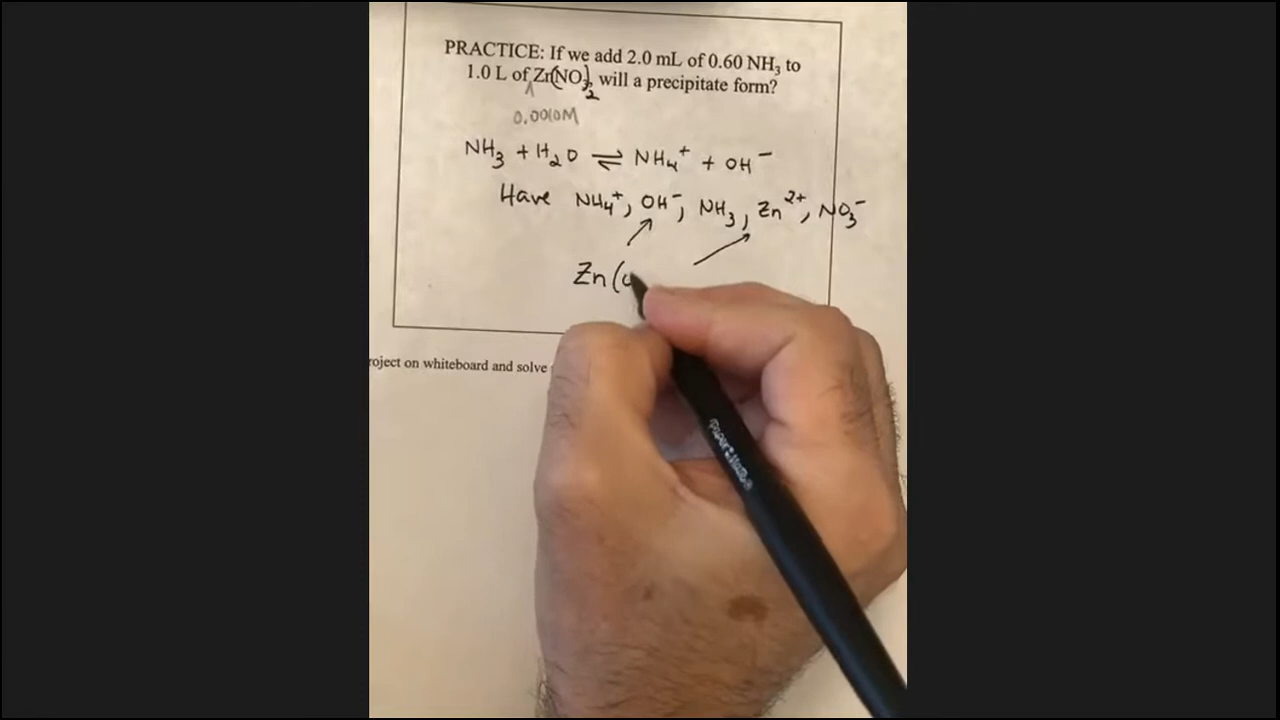 PRACTICE: If we add 2.0 mL of 0.60 NH₃ to
1.0 L of Zn(NO₃)₂, will a precipitate form?
0.0010M
NH₃ + H₂O ⇌ NH₄⁺ + OH⁻
Have NH₄⁺, OH⁻, NH₃, Zn²⁺, NO₃⁻
Zn(
roject on whiteboard and solve
Paper Mate